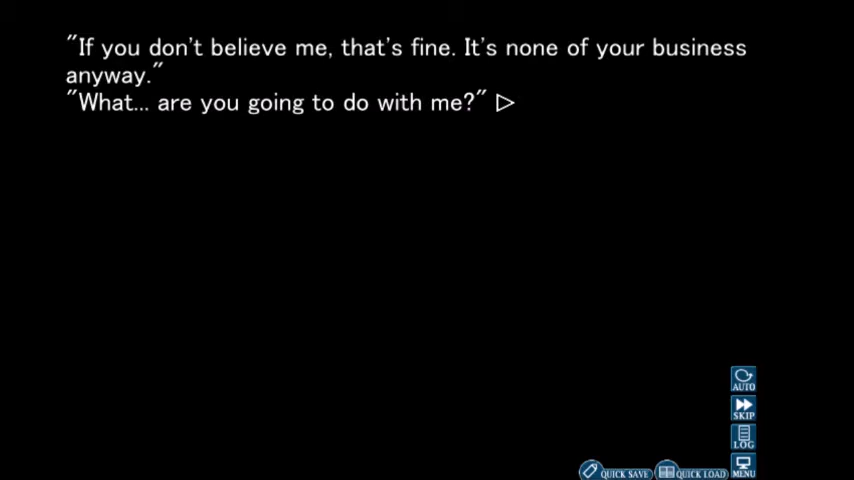 "If you don't believe me, that's fine. It's none of your business
anyway."
"What... are you going to do with me?" ▷
AUTO
SKIP
LOG
MENU
QUICK SAVE
QUICK LOAD